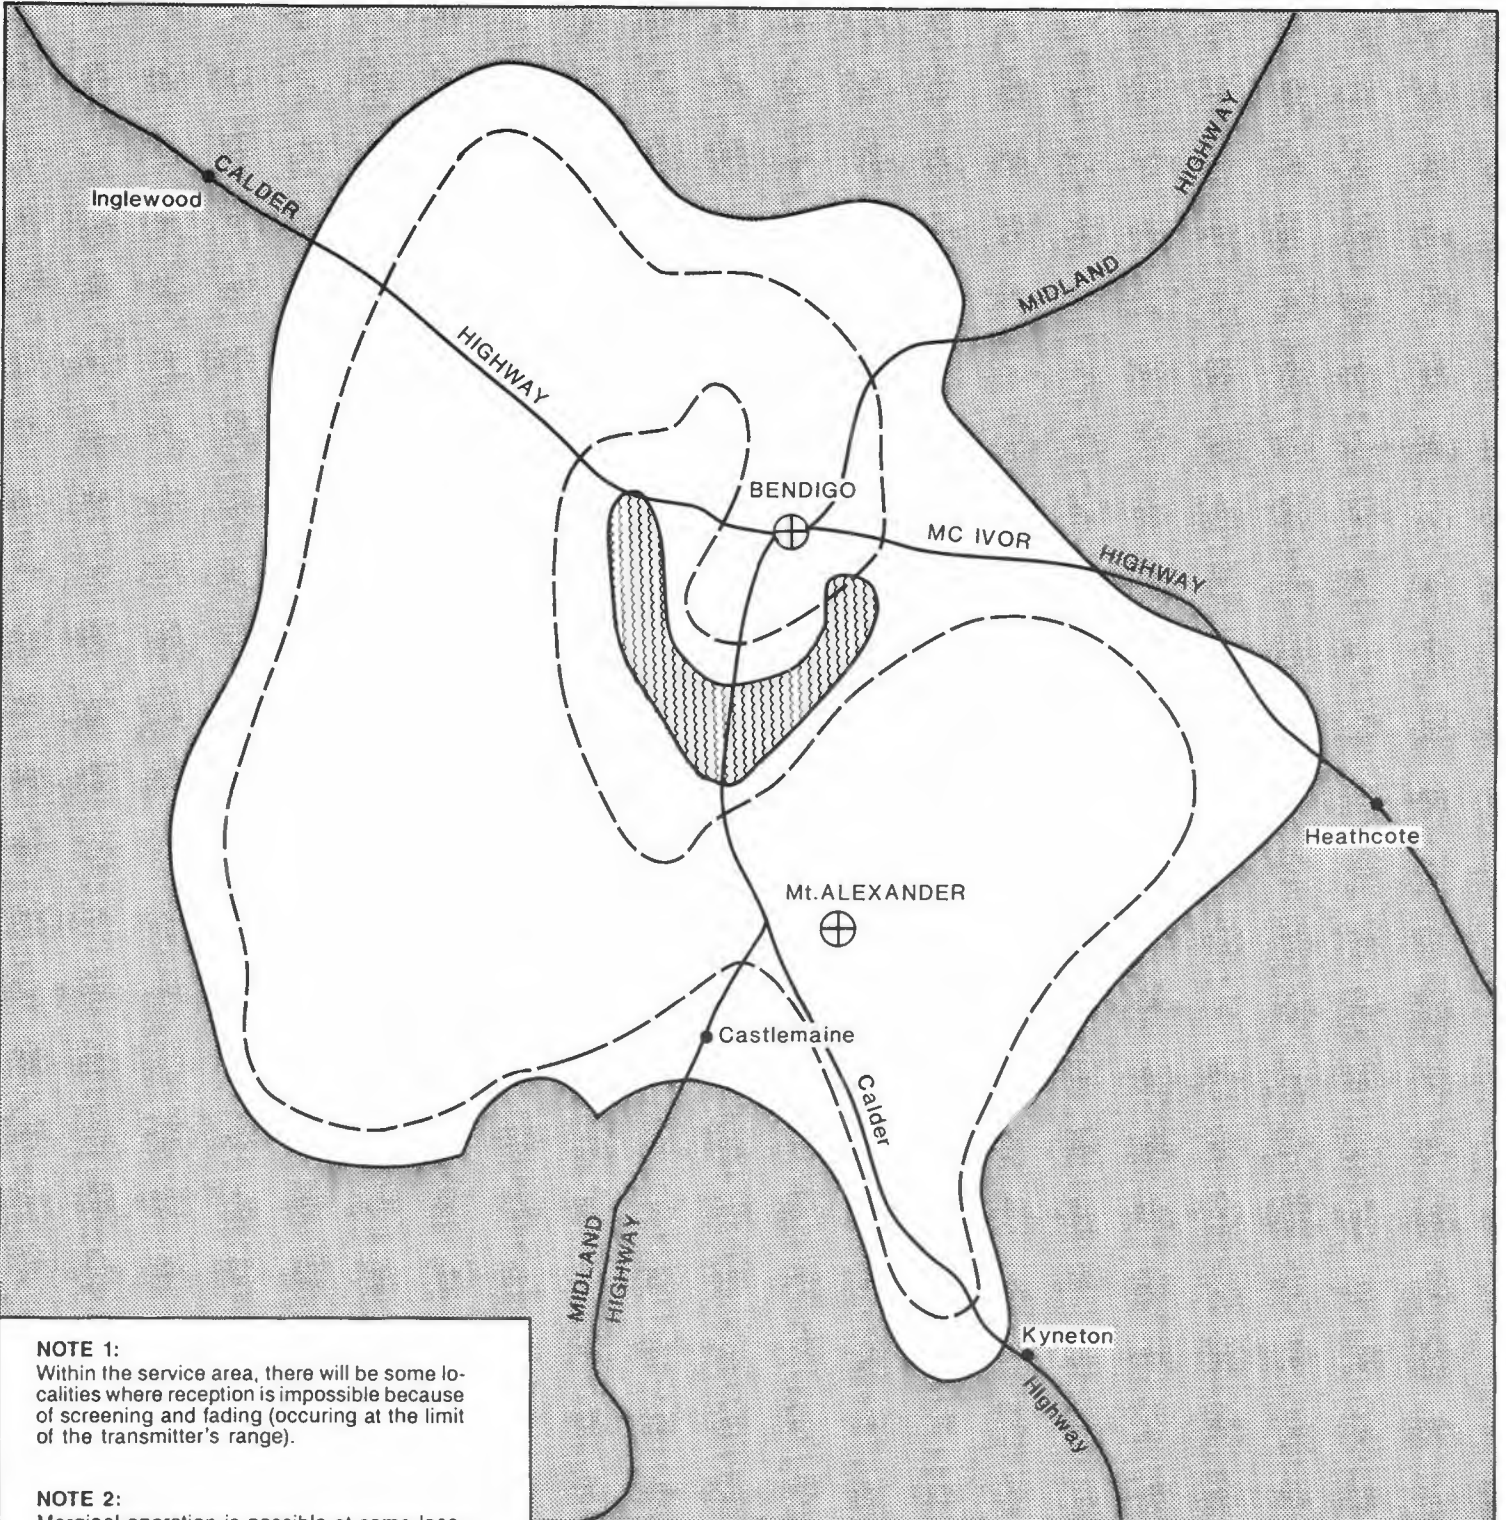 HIGHWAY
CALDER
Inglewood
MIDLAND
HIGHWAY
BENDIGO
MC IVOR
HIGHWAY
Heathcote
Mt.ALEXANDER
Castlemaine
Calder
MIDLAND
HIGHWAY
Kyneton
Highway
NOTE 1:
Within the service area, there will be some lo-
calities where reception is impossible because
of screening and fading (occuring at the limit
of the transmitter's range).
NOTE 2: